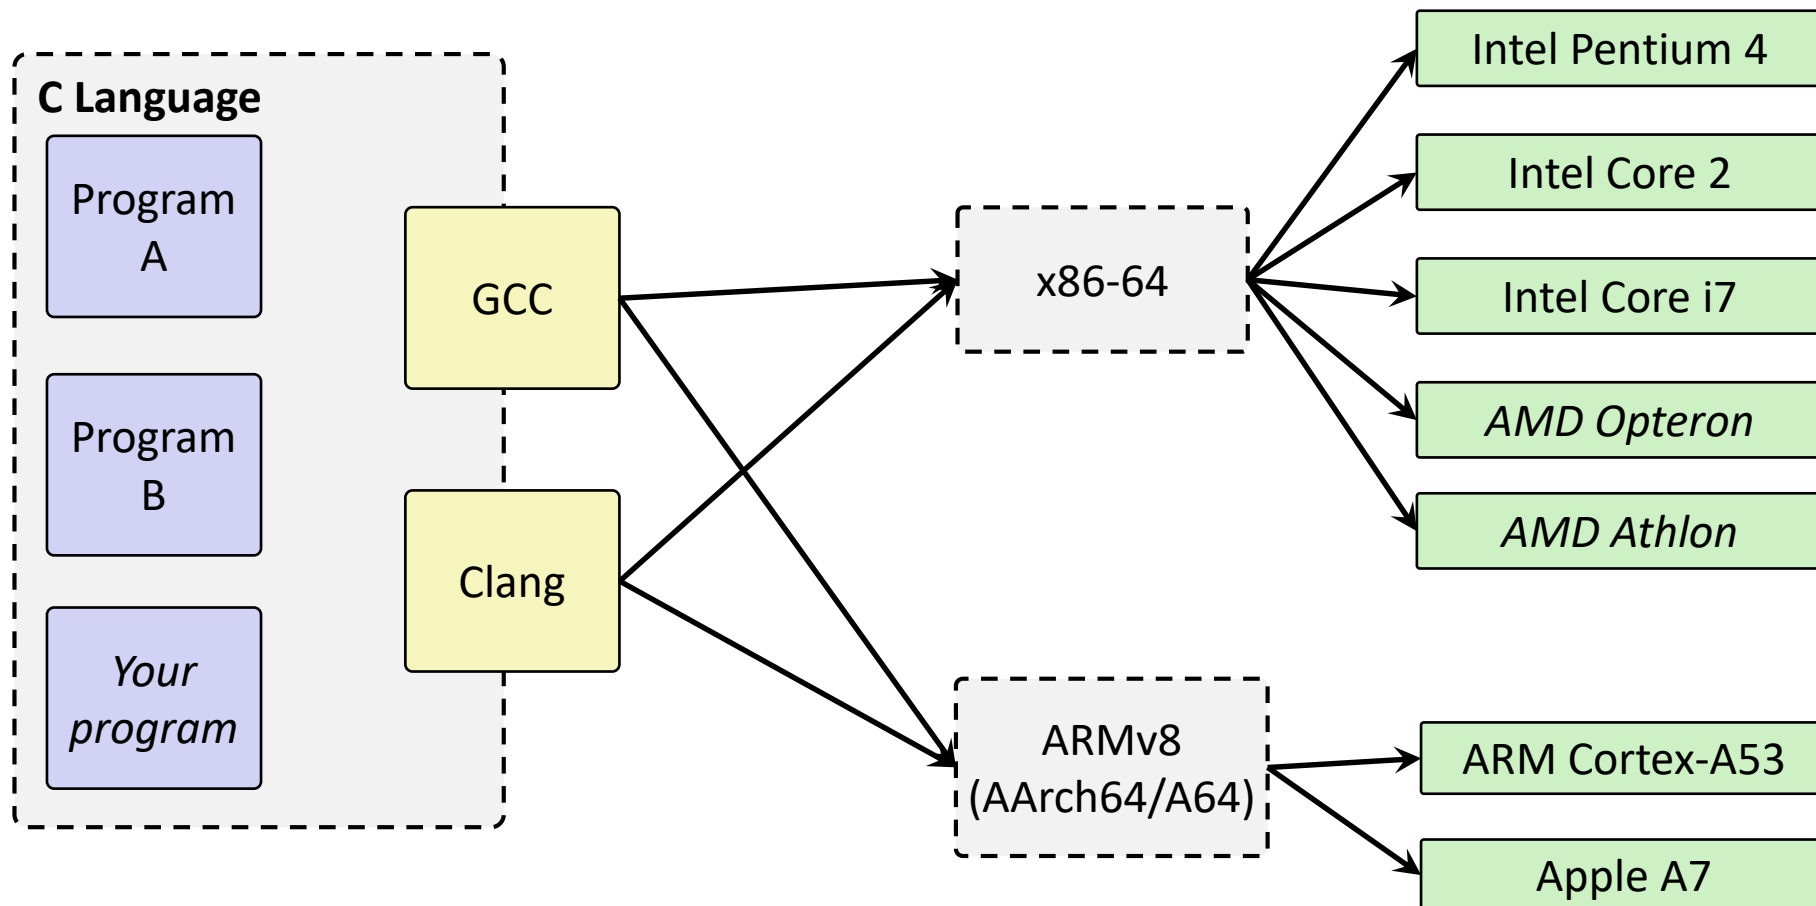 C Language
Program
A
Program
B
Your
program
GCC
Clang
x86-64
ARMv8
(AArch64/A64)
Intel Pentium 4
Intel Core 2
Intel Core i7
AMD Opteron
AMD Athlon
ARM Cortex-A53
Apple A7